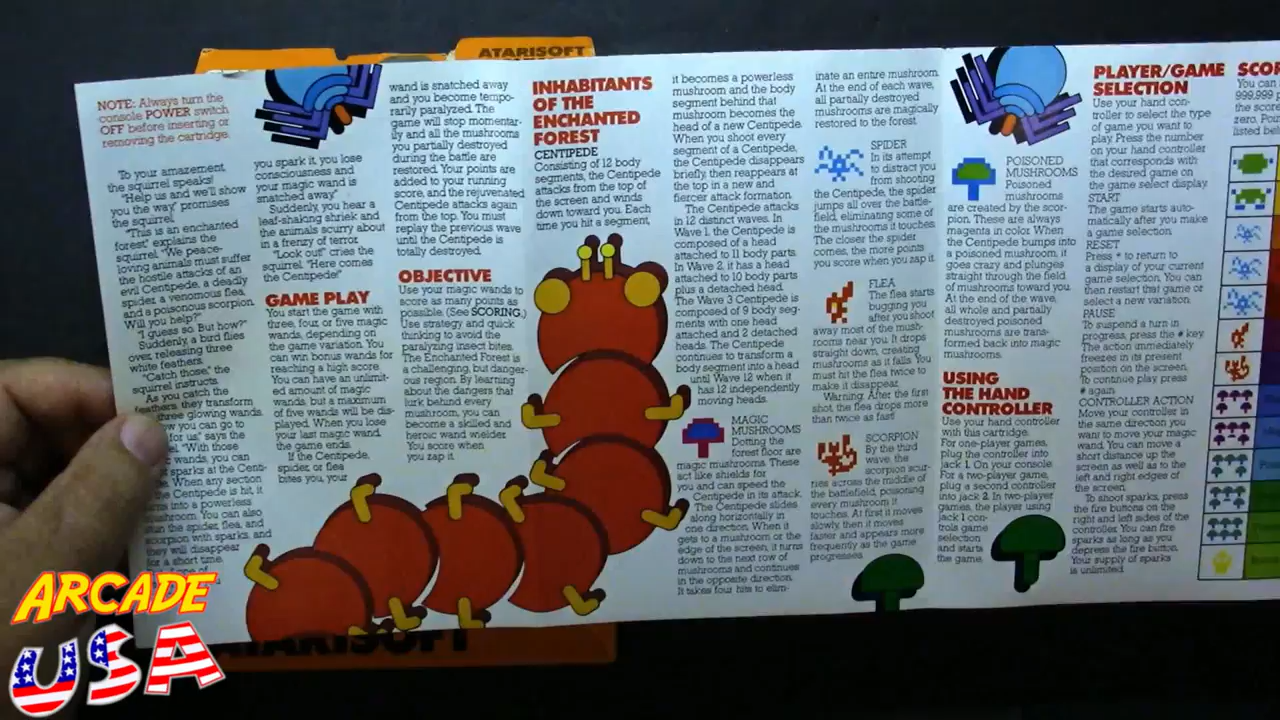 ATARISOFT
NOTE: Always turn the
console POWER switch
OFF before inserting or
removing the cartridge.
To your amazement,
the squirrel speaks!
"Help us and we'll show
you the way," promises
the squirrel.
"This is an enchanted
forest," explains the
squirrel. "We peace-
loving animals must suffer
the hostile attacks of an
evil Centipede, a deadly
spider, a venomous flea,
and a poisonous scorpion.
Will you help?"
"I guess so. But how?"
Suddenly, a bird flies
over, releasing three
white feathers.
"Catch those," the
squirrel instructs.
As you catch the
feathers they transform
three glowing wands.
you can go to
for us," says the
"With those
wands, you can
sparks at the Centi-
When any section
the Centipede is hit, it
into a powerless
mushroom. You can also
the spider, flea, and
scorpion with sparks, and
they will disappear
for a short time.
you spark it, you lose
consciousness and
your magic wand is
snatched away."
Suddenly, you hear a
leaf-shaking shriek and
the animals scurry about
in a frenzy of terror.
"Look out!" cries the
squirrel. "Here comes
the Centipede!"
GAME PLAY
You start the game with
three, four, or five magic
wands, depending on
the game variation. You
can win bonus wands for
reaching a high score.
You can have an unlimit-
ed amount of magic
wands, but a maximum
of five wands will be dis-
played. When you lose
your last magic wand,
the game ends.
If the Centipede,
spider, or flea
bites you, your
wand is snatched away
and you become tempo-
rarily paralyzed. The
game will stop momentar-
ily and all the mushrooms
you partially destroyed
during the battle are
restored. Your points are
added to your running
score, and the rejuvenated
Centipede attacks again
from the top. You must
replay the previous wave
until the Centipede is
totally destroyed.
OBJECTIVE
Use your magic wands to
score as many points as
possible. (See SCORING.)
Use strategy and quick
thinking to avoid the
paralyzing insect bites.
The Enchanted Forest is
a challenging, but danger-
ous region. By learning
about the dangers that
lurk behind every
mushroom, you can
become a skilled and
heroic wand wielder.
You score when
you zap it.
INHABITANTS
OF THE
ENCHANTED
FOREST
CENTIPEDE
Consisting of 12 body
segments, the Centipede
attacks from the top of
the screen and winds
down toward you. Each
time you hit a segment,
it becomes a powerless
mushroom and the body
segment behind that
mushroom becomes the
head of a new Centipede.
When you shoot every
segment of a Centipede,
the Centipede disappears
briefly, then reappears at
the top in a new and
fiercer attack formation.
The Centipede attacks
in 12 distinct waves. In
Wave 1, the Centipede is
composed of a head
attached to 11 body parts.
In Wave 2, it has a head
attached to 10 body parts
plus a detached head.
The Wave 3 Centipede is
composed of 9 body seg-
ments with one head
attached and 2 detached
heads. The Centipede
continues to transform a
body segment into a head
until Wave 12 when it
has 12 independently
moving heads.
MAGIC
MUSHROOMS
Dotting the
forest floor are
magic mushrooms. These
act like shields for
you and can speed the
Centipede in its attack.
The Centipede slides
along horizontally in
one direction. When it
gets to a mushroom or the
edge of the screen, it turns
down to the next row of
mushrooms and continues
in the opposite direction.
It takes four hits to elim-
inate an entire mushroom.
At the end of each wave,
all partially destroyed
mushrooms are magically
restored to the forest.
SPIDER
In its attempt
to distract you
from shooting
the Centipede, the spider
jumps all over the battle-
field, eliminating some of
the mushrooms it touches.
The closer the spider
comes, the more points
you score when you zap it.
FLEA
The flea starts
bugging you
after you shoot
away most of the mush-
rooms near you. It drops
straight down, creating
mushrooms as it falls. You
must hit the flea twice to
make it disappear.
Warning: After the first
shot, the flea drops more
than twice as fast!
SCORPION
By the third
wave, the
scorpion scur-
ries across the middle of
the battlefield, poisoning
every mushroom it
touches. At first it moves
slowly, then it moves
faster and appears more
frequently as the game
progresses.
POISONED
MUSHROOMS
Poisoned
mushrooms
are created by the scor-
pion. These are always
magenta in color. When
the Centipede bumps into
a poisoned mushroom, it
goes crazy and plunges
straight through the field
of mushrooms toward you.
At the end of the wave,
all whole and partially
destroyed poisoned
mushrooms are trans-
formed back into magic
mushrooms.
USING
THE HAND
CONTROLLER
Use your hand controller
with this cartridge.
For one-player games,
plug the controller into
jack 1. On your console.
For a two-player game,
plug a second controller
into jack 2. In two-player
games, the player using
jack 1 con-
trols game
selection
and starts
the game.
PLAYER/GAME
SELECTION
Use your hand con-
troller to select the type
of game you want to
play. Press the number
on your hand controller
that corresponds with
the desired game on
the game select display.
START
The game starts auto-
matically after you make
a game selection.
RESET
Press * to return to
a display of your current
game selection. You can
then restart that game or
select a new variation.
PAUSE
To suspend a turn in
progress, press the # key.
The action immediately
freezes in its present
position on the screen.
To continue play press
# again.
CONTROLLER ACTION
Move your controller in
the same direction you
want to move your magic
wand. You can move a
short distance up the
screen as well as to the
left and right edges of
the screen.
To shoot sparks, press
the fire buttons on the
right and left sides of the
controller. You can fire
sparks as long as you
depress the fire button.
Your supply of sparks
is unlimited.
SCOR
You can
999,999 p
the score
zero. Poin
listed bel
ATARISOFT
ARCADE
USA